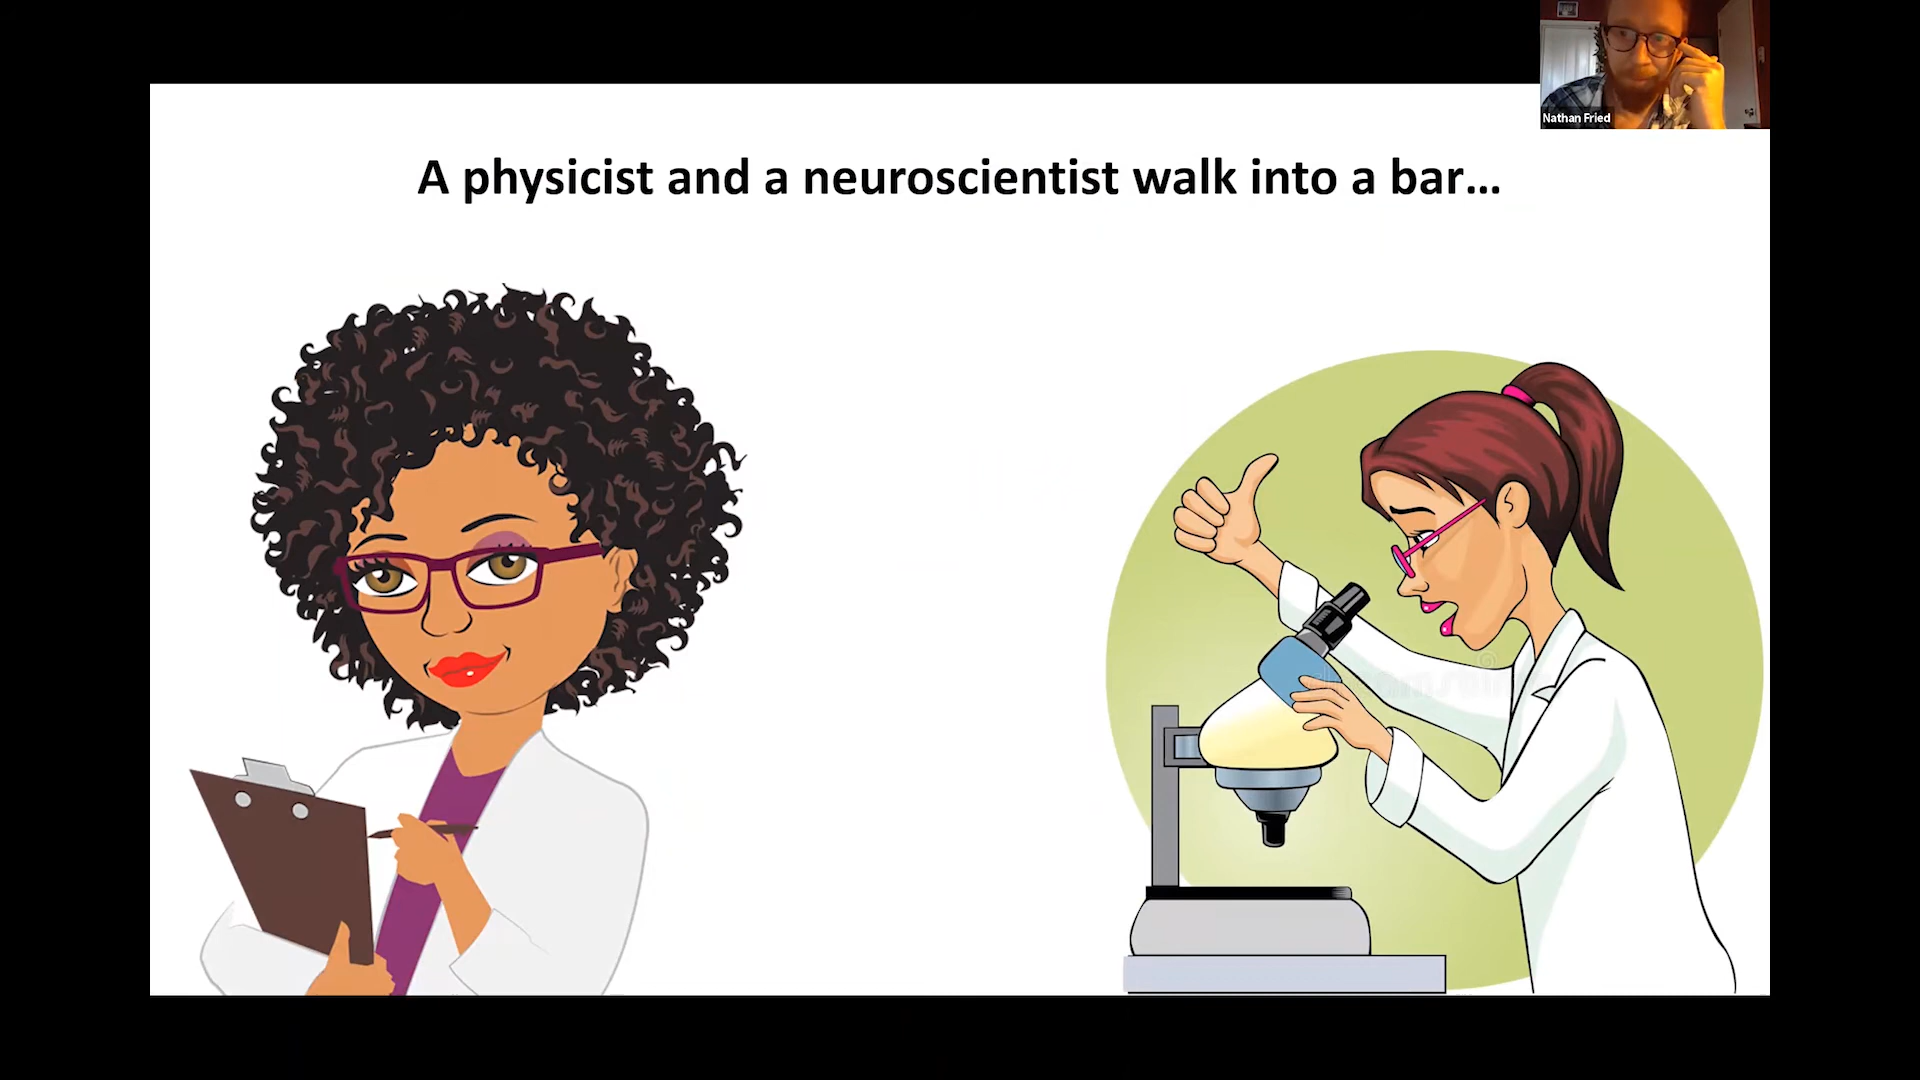 Nathan Fried
A physicist and a neuroscientist walk into a bar...